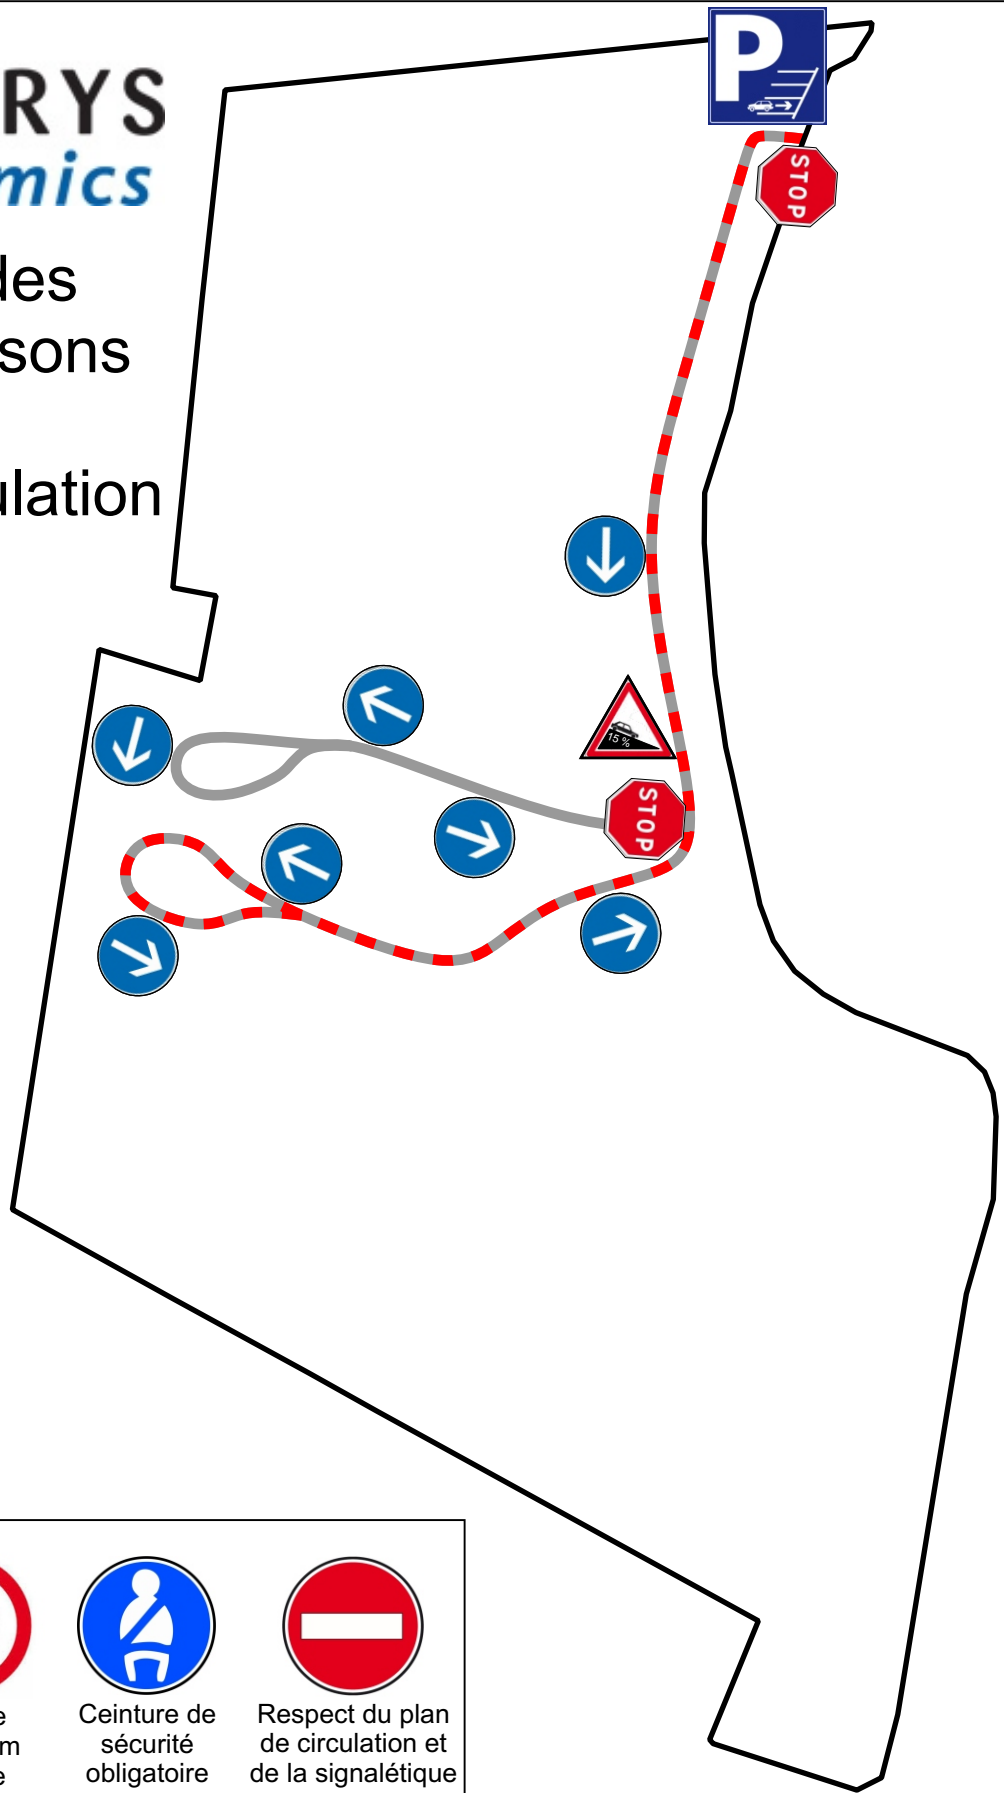 RYS
mics
des
sons
ulation
P
STOP
15 %
STOP
e
m
e
Ceinture de
sécurité
obligatoire
Respect du plan
de circulation et
de la signalétique